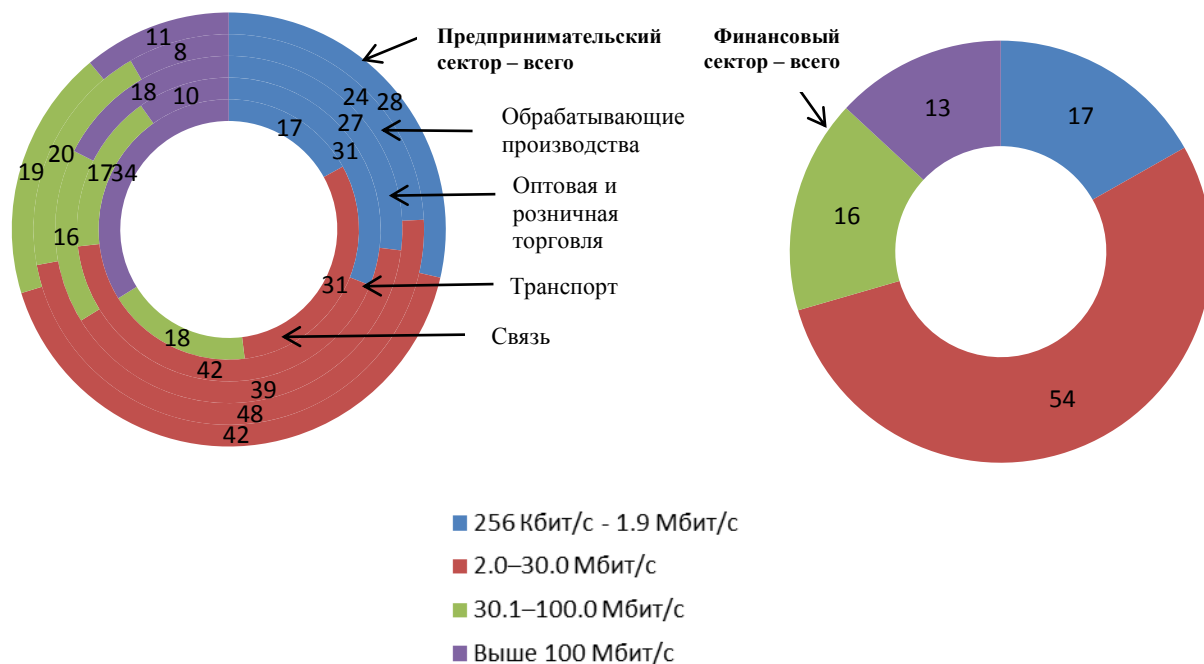 11
8
18
10
Предпринимательский
сектор – всего
24
28
27
17
31
Обрабатывающие
производства
20
19
17
34
16
Оптовая и
розничная
торговля
31
Транспорт
18
Связь
42
39
48
42
Финансовый
сектор – всего
13
17
16
54
256 Кбит/с - 1.9 Мбит/с
2.0–30.0 Мбит/с
30.1–100.0 Мбит/с
Выше 100 Мбит/с